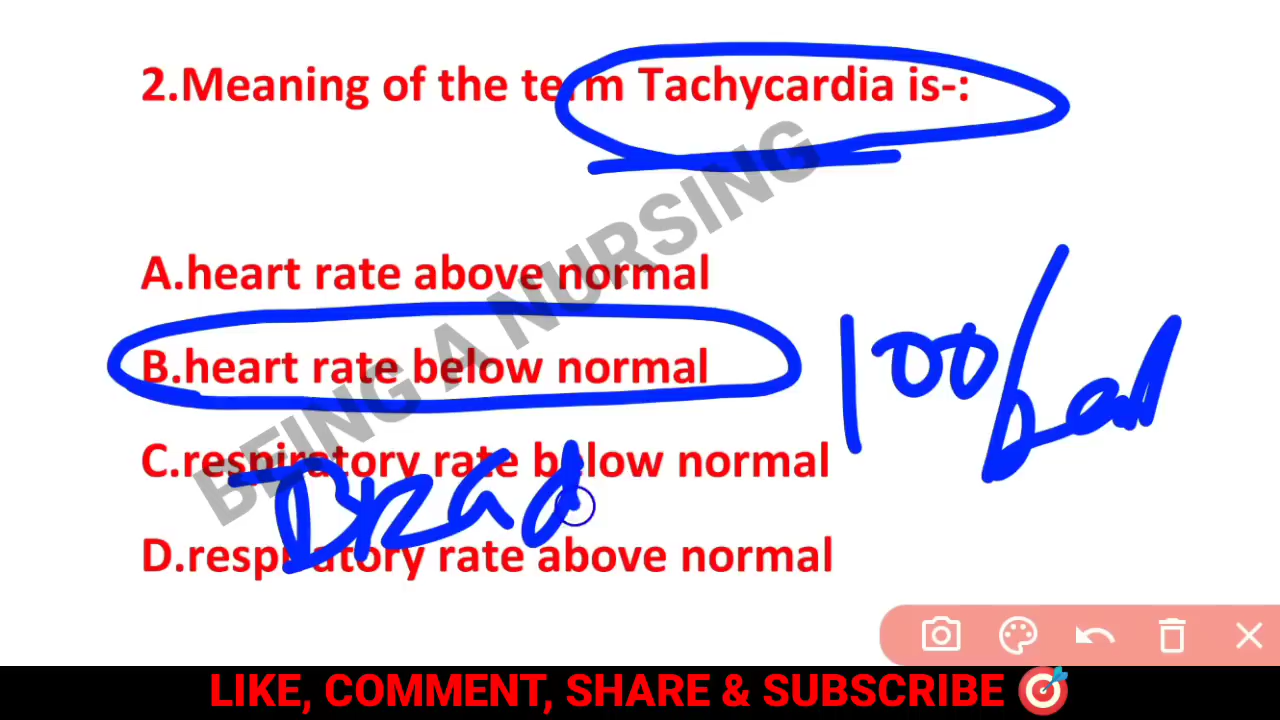 2.Meaning of the term Tachycardia is-:
BEING A NURSING
A.heart rate above normal
B.heart rate below normal
100/
C.respiratory rate below normal
Brad
D.respiratory rate above normal
LIKE, COMMENT, SHARE & SUBSCRIBE 🎯